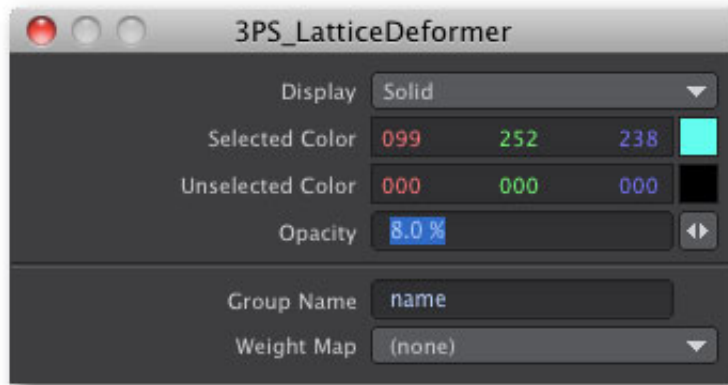 3PS_LatticeDeformer
Display Solid
Selected Color 099 252 238
Unselected Color 000 000 000
Opacity 8.0 %
Group Name name
Weight Map (none)